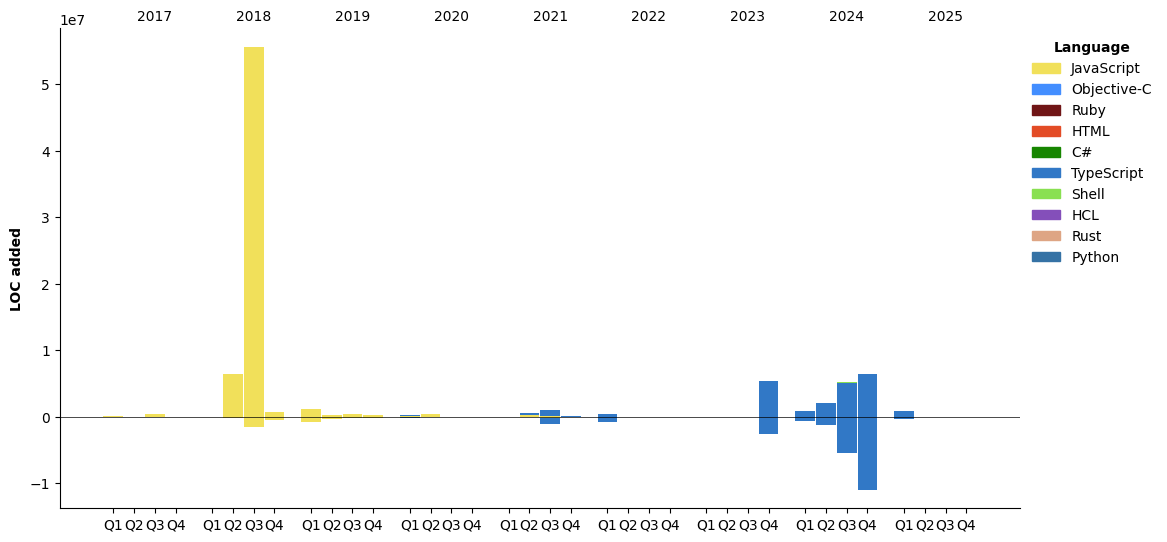 2017 2018 2019 2020 2021 2022 2023 2024 2025
1e7
Language
JavaScript
Objective-C
Ruby
HTML
C#
TypeScript
Shell
HCL
Rust
Python
LOC added
5
4
3
2
1
0
−1
Q1 Q2 Q3 Q4 Q1 Q2 Q3 Q4 Q1 Q2 Q3 Q4 Q1 Q2 Q3 Q4 Q1 Q2 Q3 Q4 Q1 Q2 Q3 Q4 Q1 Q2 Q3 Q4 Q1 Q2 Q3 Q4 Q1 Q2 Q3 Q4